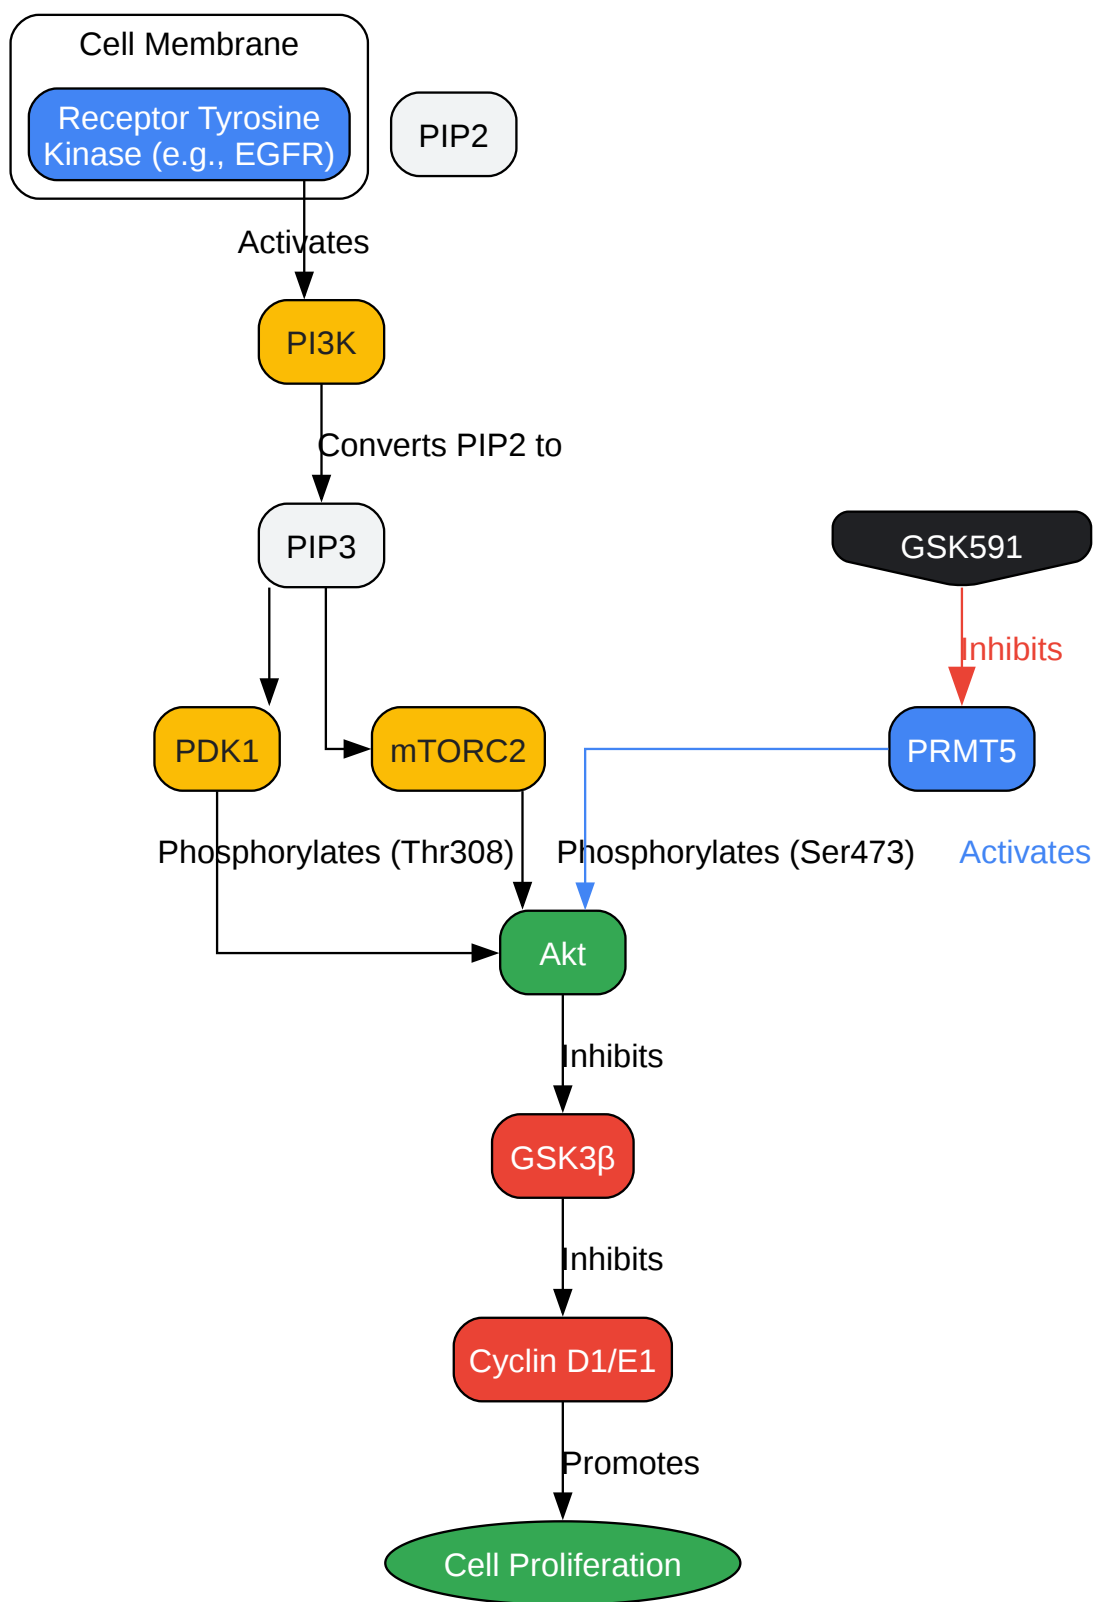 Cell Membrane
Receptor Tyrosine
Kinase (e.g., EGFR)
PIP2
Activates
PI3K
Converts PIP2 to
PIP3
GSK591
Inhibits
PDK1
mTORC2
PRMT5
Phosphorylates (Thr308)
Phosphorylates (Ser473)
Activates
Akt
Inhibits
GSK3β
Inhibits
Cyclin D1/E1
Promotes
Cell Proliferation